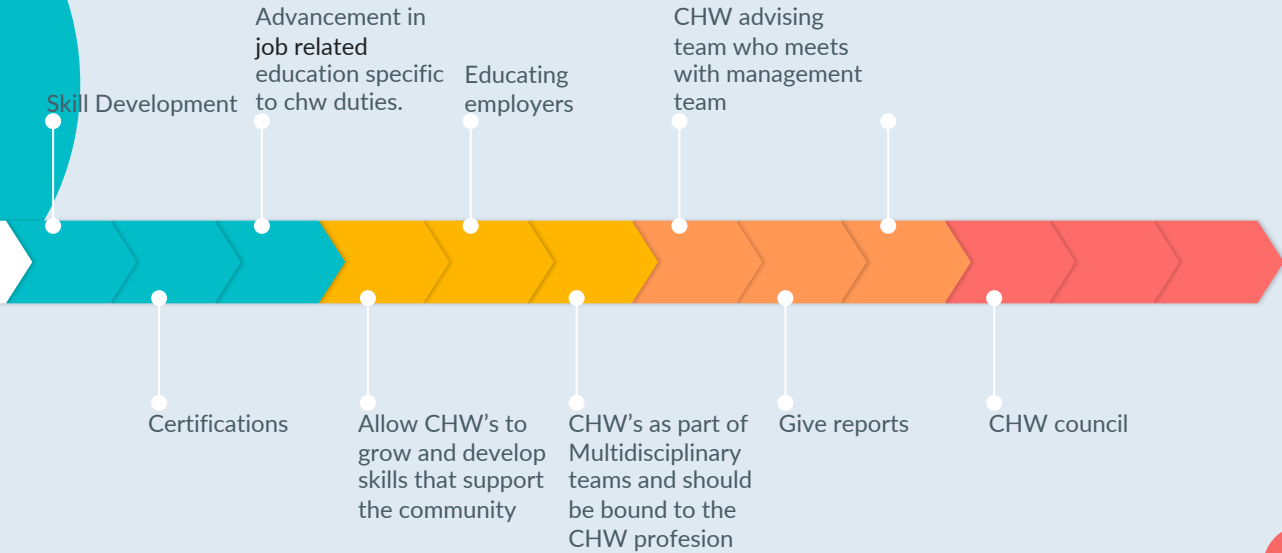 Skill Development
Advancement in
job related
education specific
to chw duties.
Educating
employers
CHW advising
team who meets
with management
team
Certifications
Allow CHW’s to
grow and develop
skills that support
the community
CHW’s as part of
Multidisciplinary
teams and should
be bound to the
CHW profesion
Give reports
CHW council